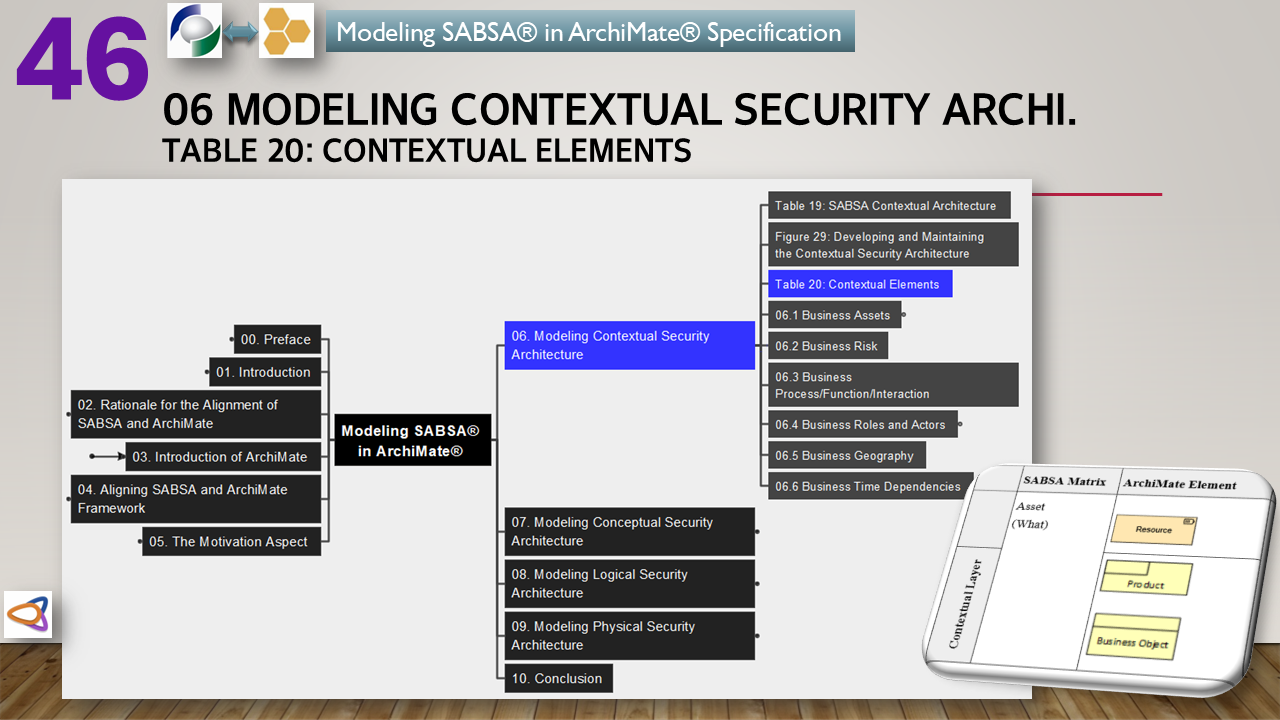 46
Modeling SABSA® in ArchiMate® Specification
06 MODELING CONTEXTUAL SECURITY ARCHI.
TABLE 20: CONTEXTUAL ELEMENTS
00. Preface
01. Introduction
02. Rationale for the Alignment of
SABSA and ArchiMate
03. Introduction of ArchiMate
04. Aligning SABSA and ArchiMate
Framework
05. The Motivation Aspect
Modeling SABSA®
in ArchiMate®
06. Modeling Contextual Security
Architecture
Table 19: SABSA Contextual Architecture
Figure 29: Developing and Maintaining
the Contextual Security Architecture
Table 20: Contextual Elements
06.1 Business Assets
06.2 Business Risk
06.3 Business
Process/Function/Interaction
06.4 Business Roles and Actors
06.5 Business Geography
06.6 Business Time Dependencies
07. Modeling Conceptual Security
Architecture
08. Modeling Logical Security
Architecture
09. Modeling Physical Security
Architecture
10. Conclusion
SABSA Matrix
ArchiMate Element
Asset
(What)
Resource
Product
Business Object
Contextual Layer